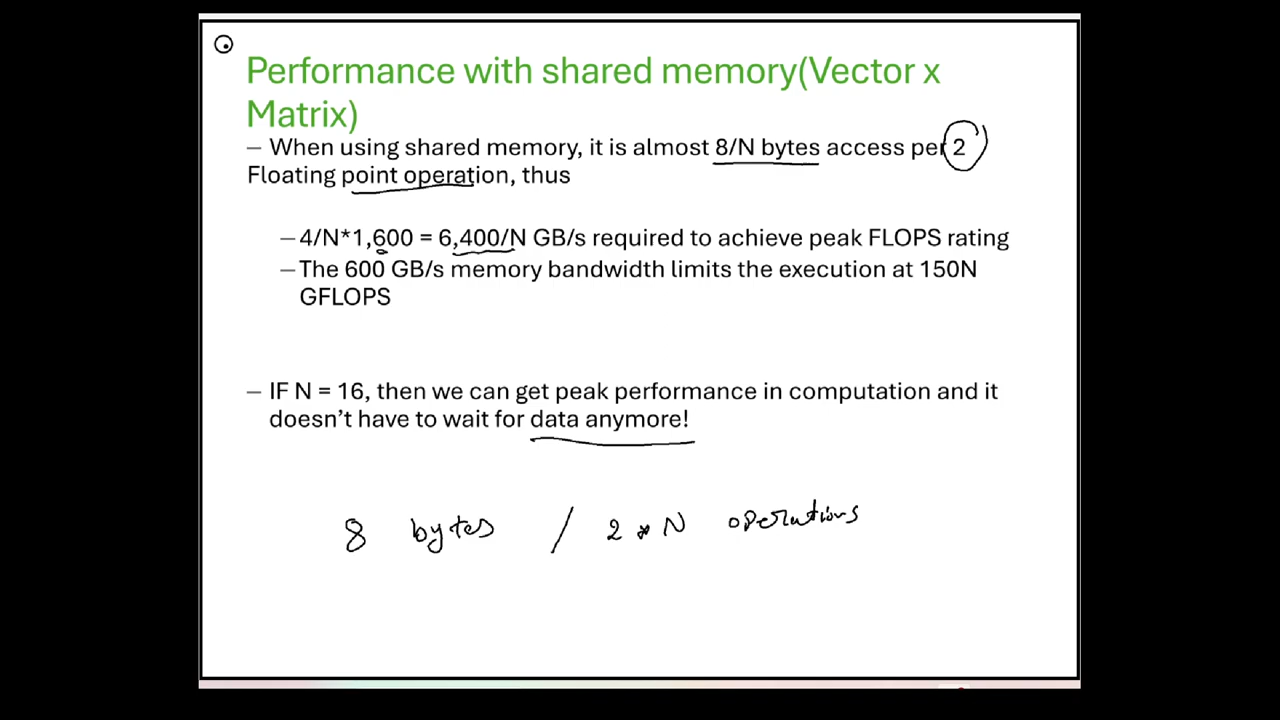 Performance with shared memory(Vector x
Matrix)
– When using shared memory, it is almost 8/N bytes access per 2
Floating point operation, thus
– 4/N*1,600 = 6,400/N GB/s required to achieve peak FLOPS rating
– The 600 GB/s memory bandwidth limits the execution at 150N
GFLOPS
– IF N = 16, then we can get peak performance in computation and it
doesn’t have to wait for data anymore!
8 bytes / 2 * N operations